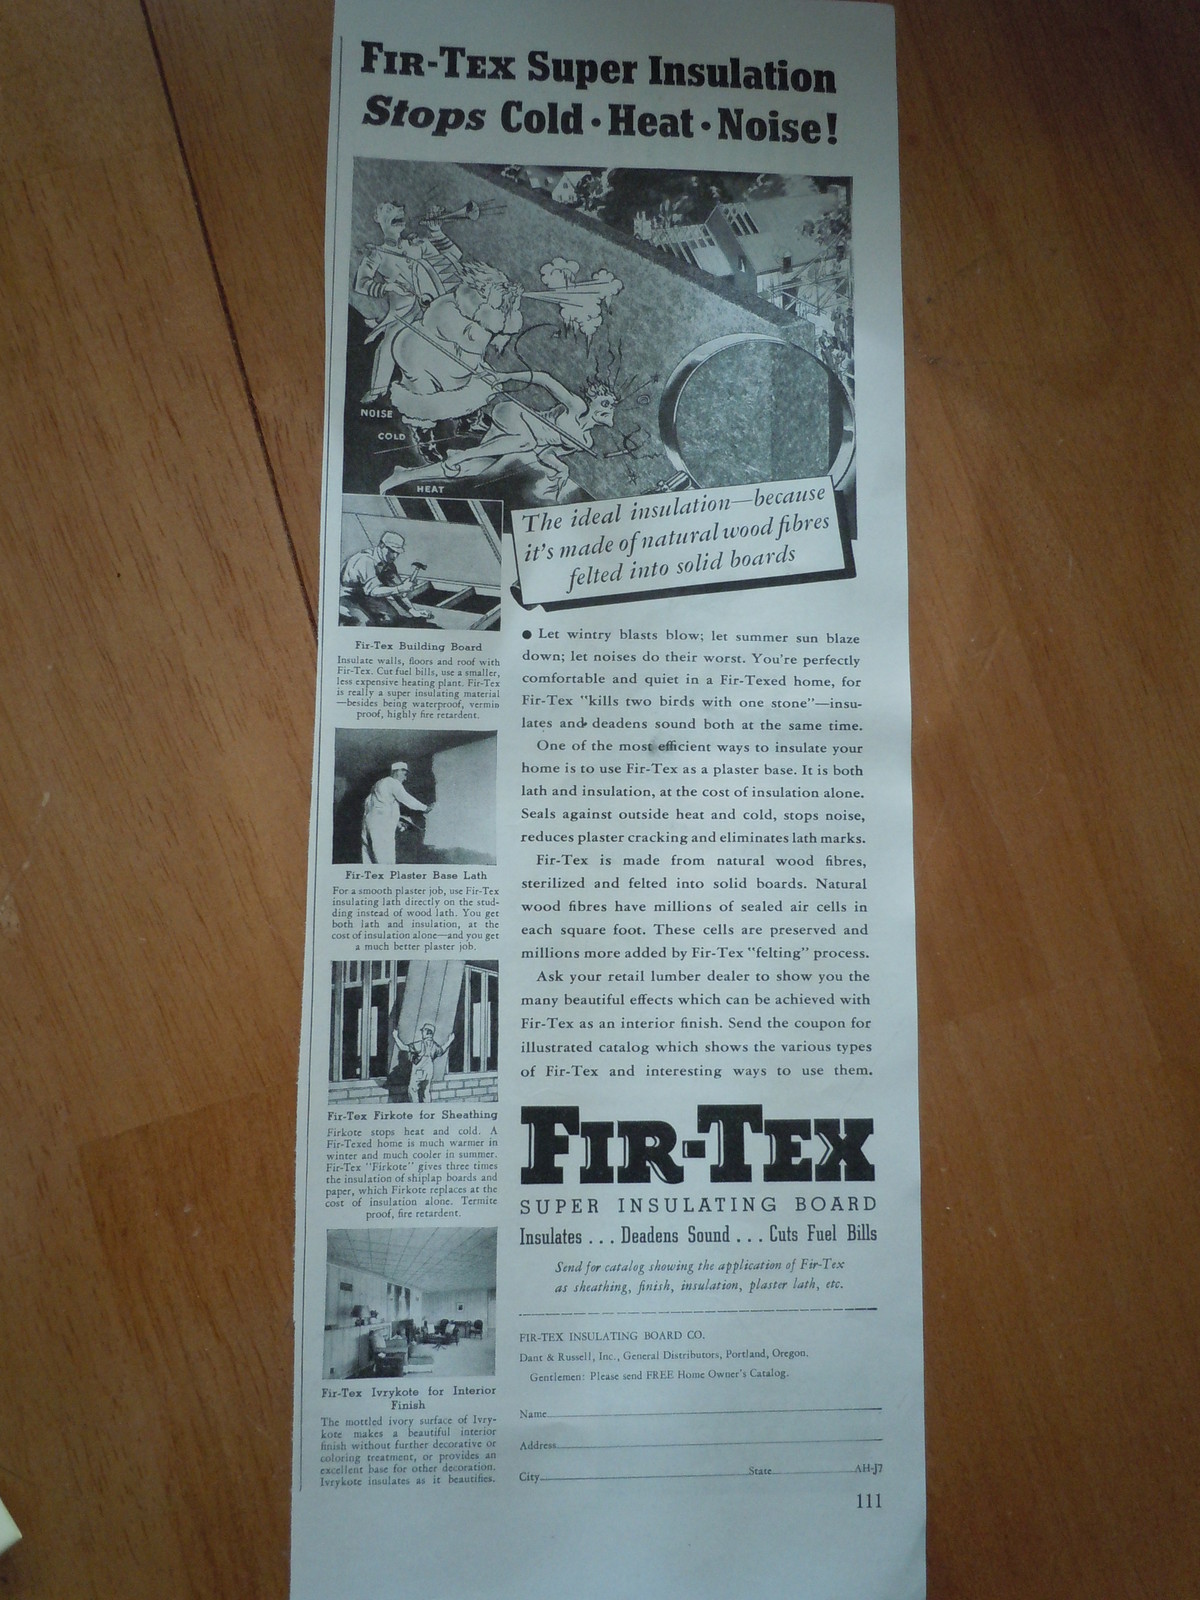 FIR-TEX Super Insulation
Stops Cold · Heat · Noise!
NOISE
COLD
HEAT
The ideal insulation—because
it's made of natural wood fibres
felted into solid boards
Fir-Tex Building Board
Insulate walls, floors and roof with
Fir-Tex. Cut fuel bills, use a smaller,
less expensive heating plant. Fir-Tex
is really a super insulating material
—besides being waterproof, vermin
proof, highly fire retardent.
Fir-Tex Plaster Base Lath
For a smooth plaster job, use Fir-Tex
insulating lath directly on the stud-
ding instead of wood lath. You get
both lath and insulation, at the
cost of insulation alone—and you get
a much better plaster job.
Fir-Tex Firkote for Sheathing
Firkote stops heat and cold. A
Fir-Texed home is much warmer in
winter and much cooler in summer.
Fir-Tex "Firkote" gives three times
the insulation of shiplap boards and
paper, which Firkote replaces at the
cost of insulation alone. Termite
proof, fire retardent.
Fir-Tex Ivrykote for Interior
Finish
The mottled ivory surface of Ivry-
kote makes a beautiful interior
finish without further decorative or
coloring treatment, or provides an
excellent base for other decoration.
Ivrykote insulates as it beautifies.
● Let wintry blasts blow; let summer sun blaze
down; let noises do their worst. You're perfectly
comfortable and quiet in a Fir-Texed home, for
Fir-Tex "kills two birds with one stone"—insu-
lates and deadens sound both at the same time.
One of the most efficient ways to insulate your
home is to use Fir-Tex as a plaster base. It is both
lath and insulation, at the cost of insulation alone.
Seals against outside heat and cold, stops noise,
reduces plaster cracking and eliminates lath marks.
Fir-Tex is made from natural wood fibres,
sterilized and felted into solid boards. Natural
wood fibres have millions of sealed air cells in
each square foot. These cells are preserved and
millions more added by Fir-Tex "felting" process.
Ask your retail lumber dealer to show you the
many beautiful effects which can be achieved with
Fir-Tex as an interior finish. Send the coupon for
illustrated catalog which shows the various types
of Fir-Tex and interesting ways to use them.
FIR-TEX
SUPER INSULATING BOARD
Insulates . . . Deadens Sound . . . Cuts Fuel Bills
Send for catalog showing the application of Fir-Tex
as sheathing, finish, insulation, plaster lath, etc.
FIR-TEX INSULATING BOARD CO.
Dant & Russell, Inc., General Distributors, Portland, Oregon.
Gentlemen: Please send FREE Home Owner's Catalog.
Name
Address
City State AH-J7
111